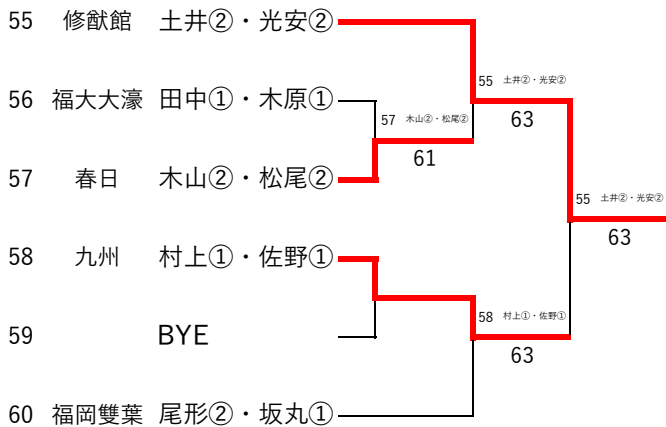 55 修猷館 土井②・光安②
55 土井②・光安②
63
56 福大大濠 田中①・木原①
57 木山②・松尾②
61
57 春日 木山②・松尾②
55 土井②・光安②
63
58 九州 村上①・佐野①
58 村上①・佐野①
63
59 BYE
60 福岡雙葉 尾形②・坂丸①